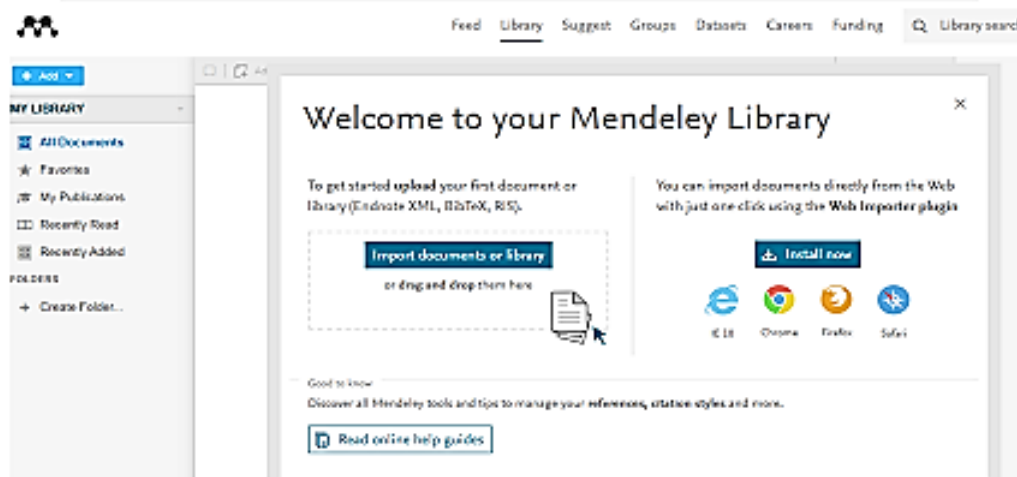 Feed Library Suggest Groups Datasets Careers Funding Library search
Add
MY LIBRARY
All Documents
Favorites
My Publications
Recently Read
Recently Added
FOLDERS
+ Create Folder...
Welcome to your Mendeley Library
×
To get started upload your first document or
library (Endnote XML, BibTeX, RIS).
Import documents or library
or drag and drop them here
You can import documents directly from the Web
with just one click using the Web Importer plugin
Install now
IE 10 Chrome Firefox Safari
Good to know
Discover all Mendeley tools and tips to manage your references, citation styles and more.
Read online help guides